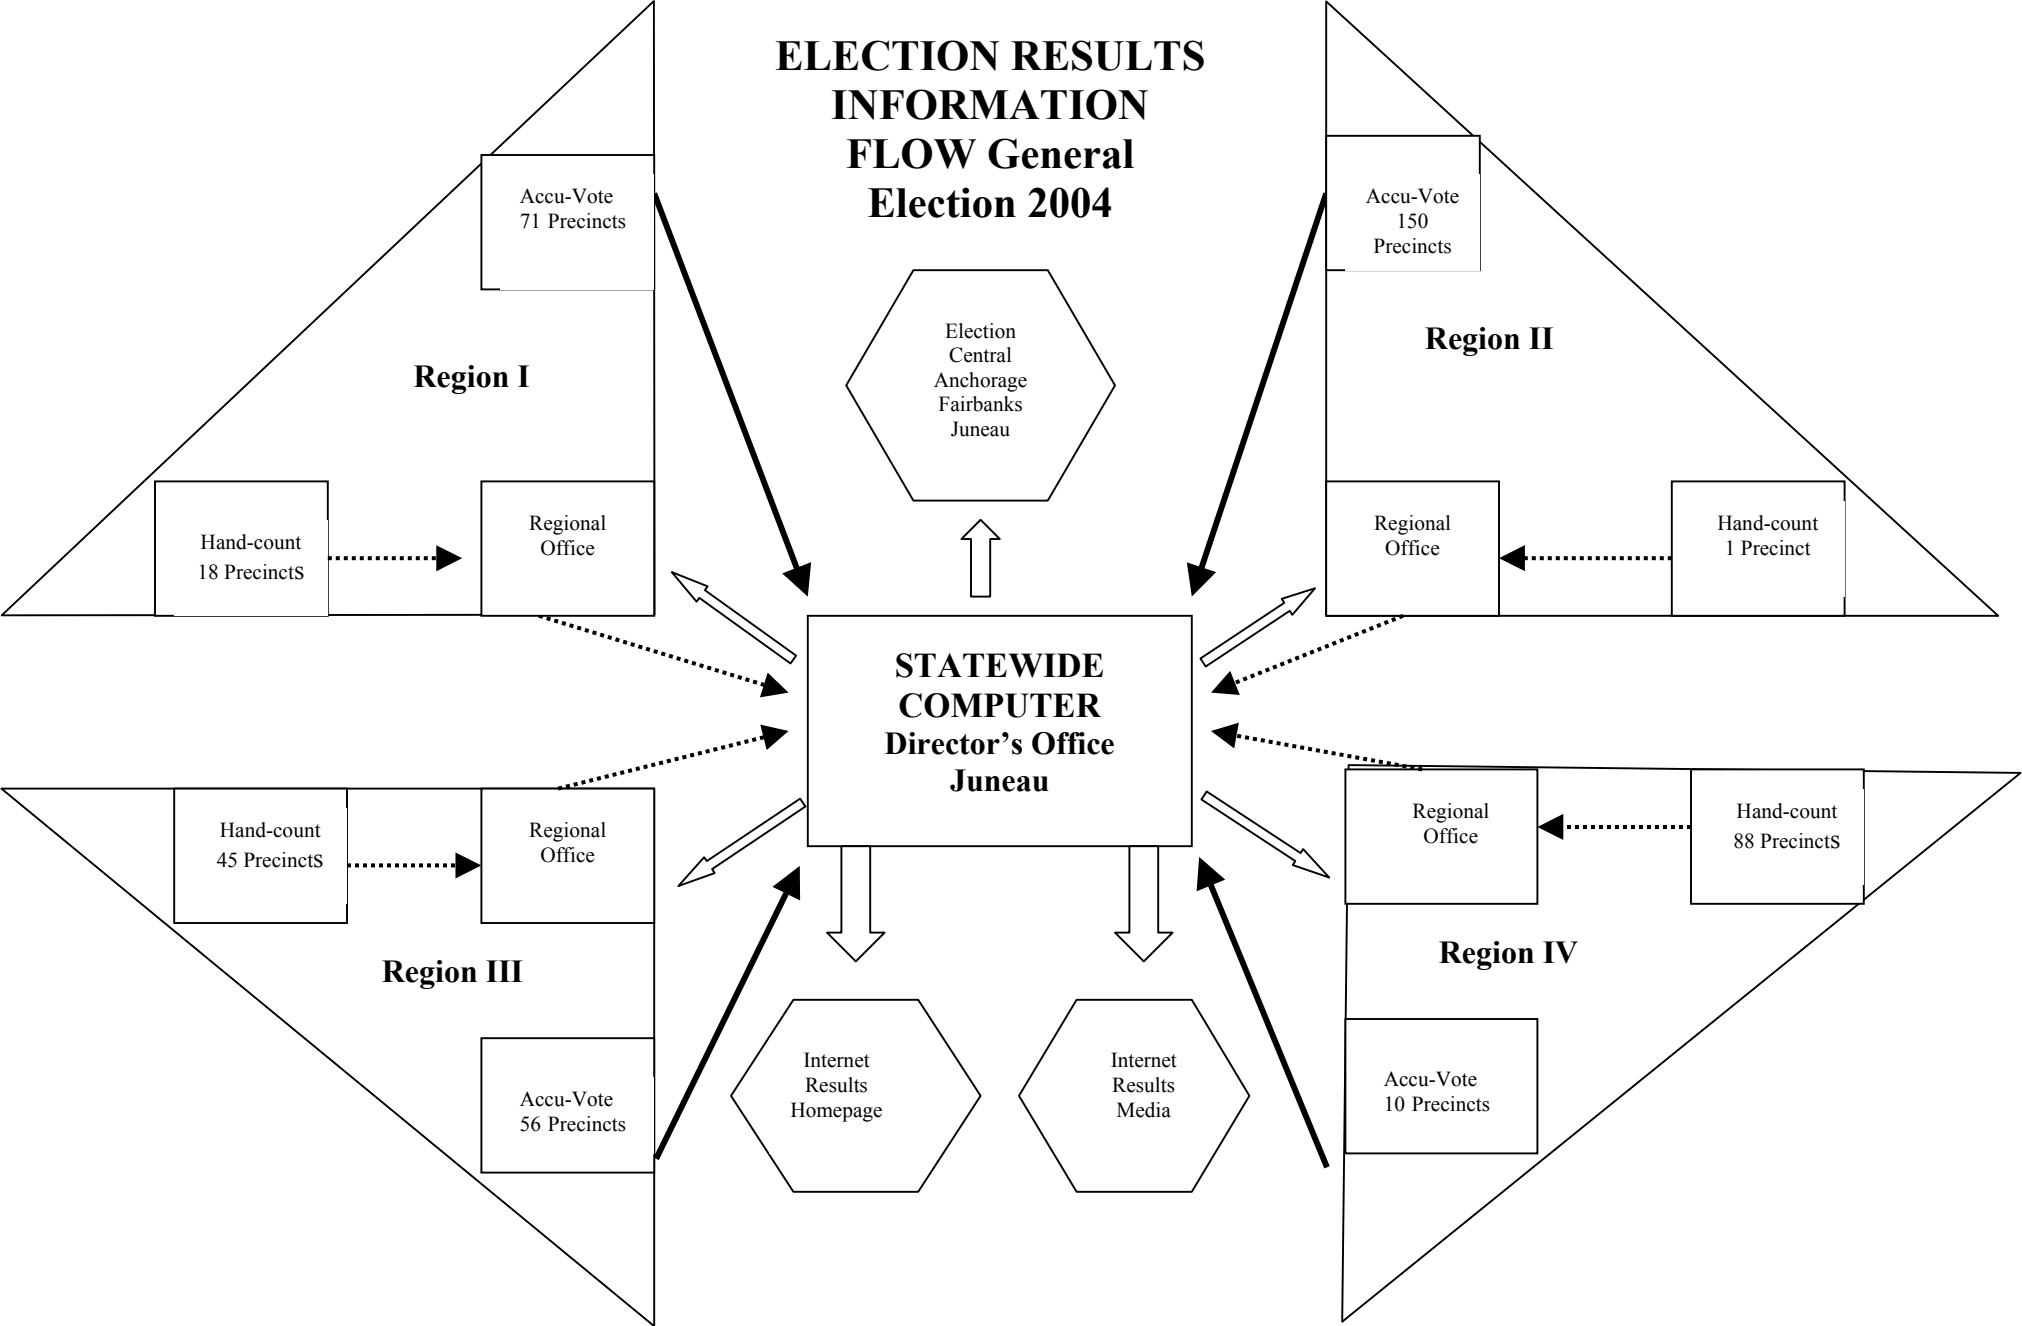 ELECTION RESULTS
INFORMATION
FLOW General
Election 2004
Accu-Vote
71 Precincts
Region I
Hand-count
18 Precincts
Regional
Office
Election
Central
Anchorage
Fairbanks
Juneau
Accu-Vote
150
Precincts
Region II
Regional
Office
Hand-count
1 Precinct
STATEWIDE
COMPUTER
Director’s Office
Juneau
Hand-count
45 Precincts
Regional
Office
Region III
Accu-Vote
56 Precincts
Internet
Results
Homepage
Internet
Results
Media
Regional
Office
Hand-count
88 Precincts
Region IV
Accu-Vote
10 Precincts